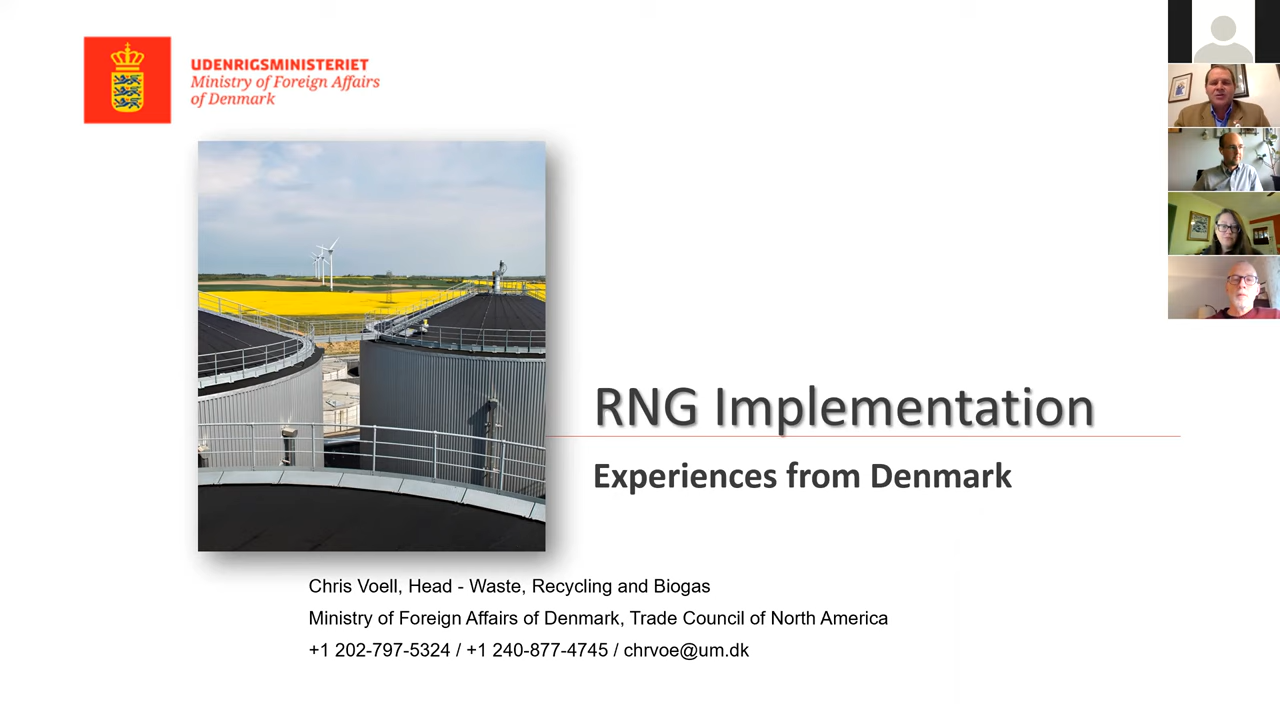 UDENRIGSMINISTERIET
Ministry of Foreign Affairs
of Denmark
RNG Implementation
Experiences from Denmark
Chris Voell, Head - Waste, Recycling and Biogas
Ministry of Foreign Affairs of Denmark, Trade Council of North America
+1 202-797-5324 / +1 240-877-4745 / chrvoe@um.dk